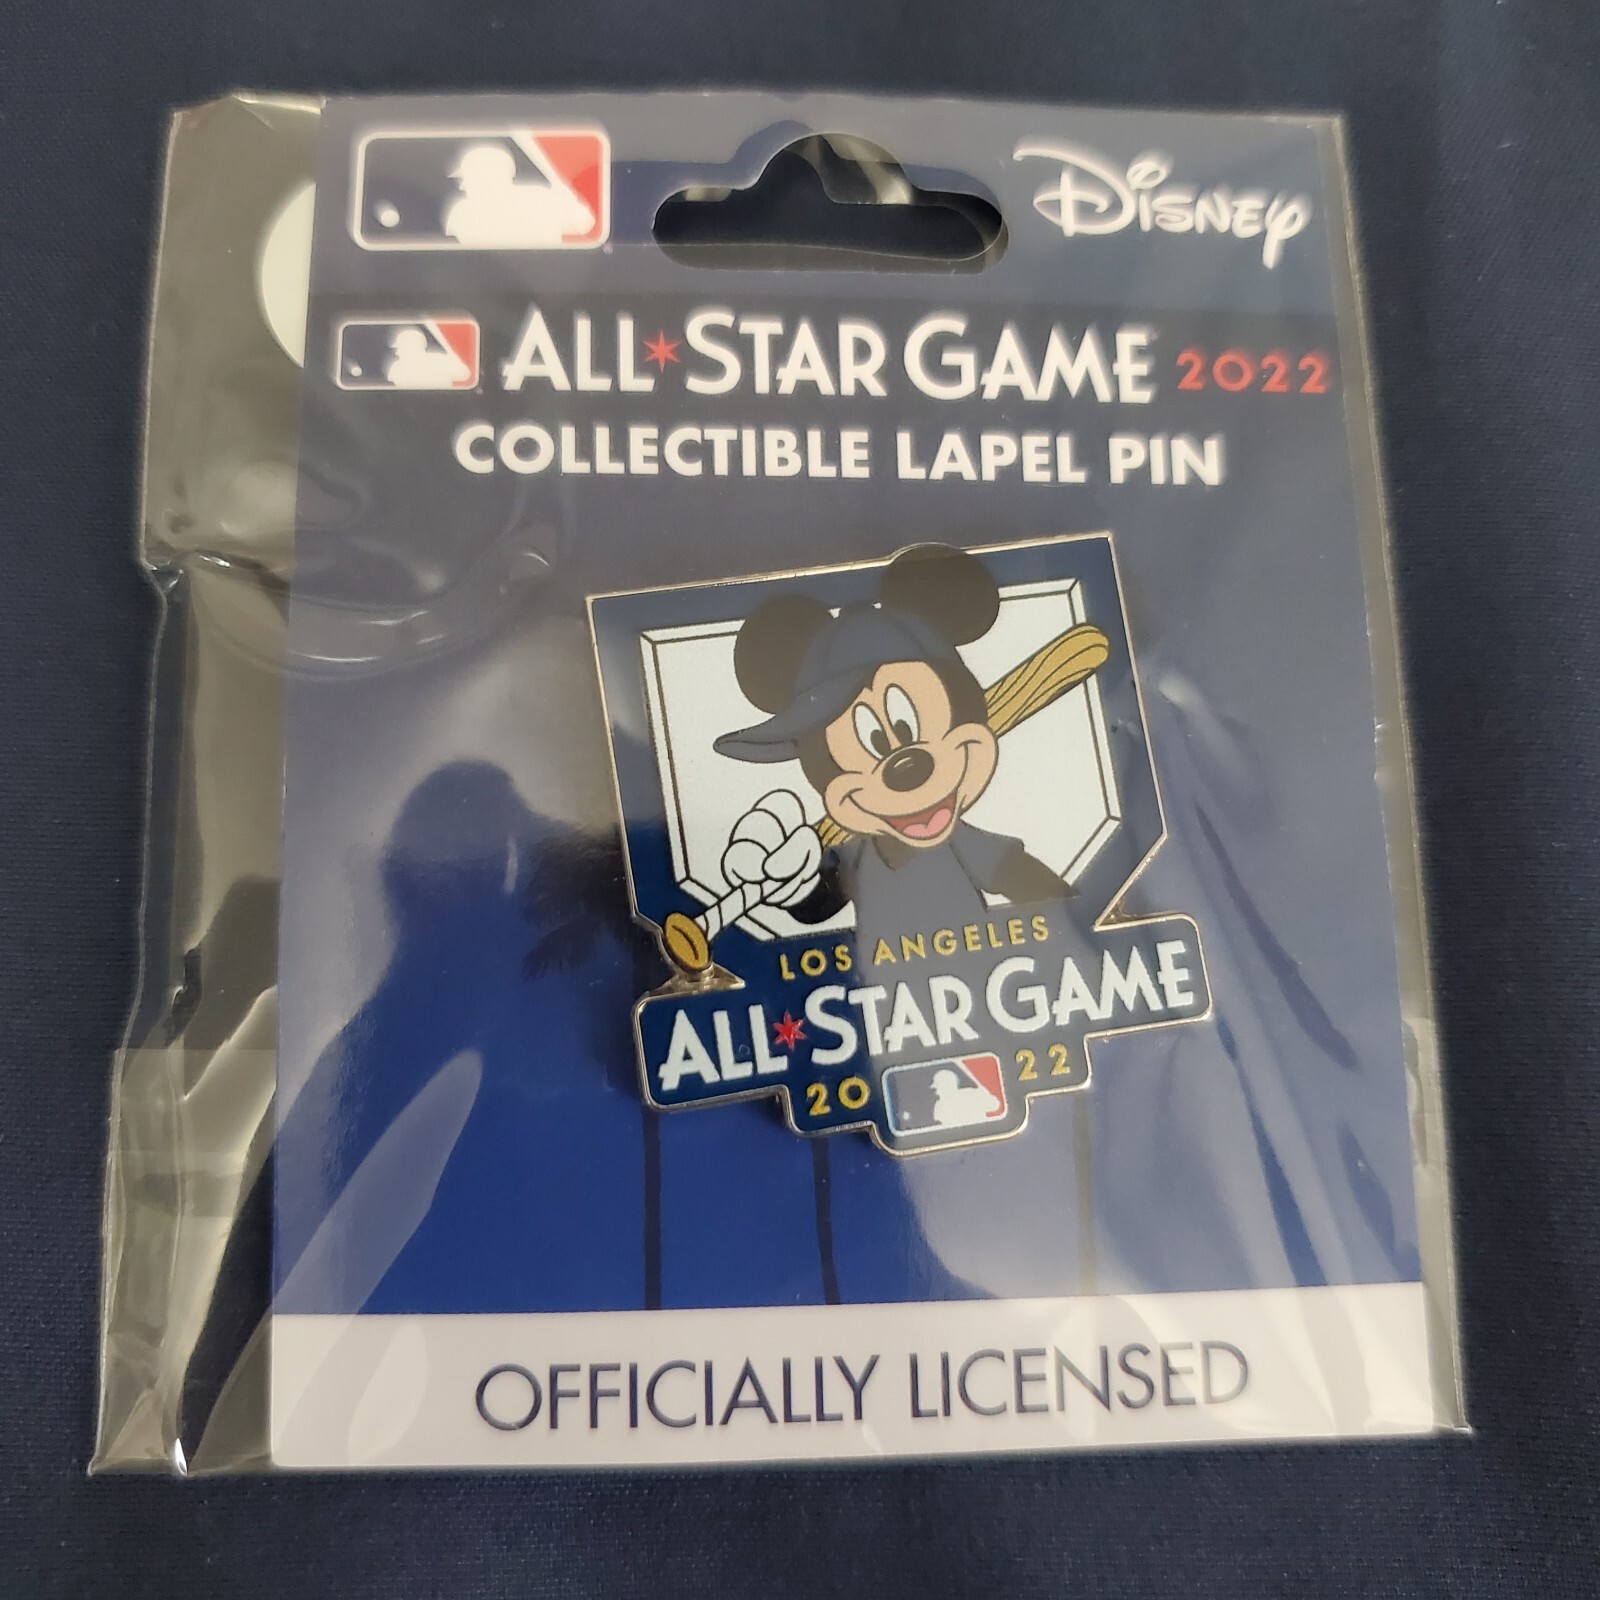 Disney
ALL★STAR GAME 2022
COLLECTIBLE LAPEL PIN
LOS ANGELES
ALL★STAR GAME
20 22
OFFICIALLY LICENSED